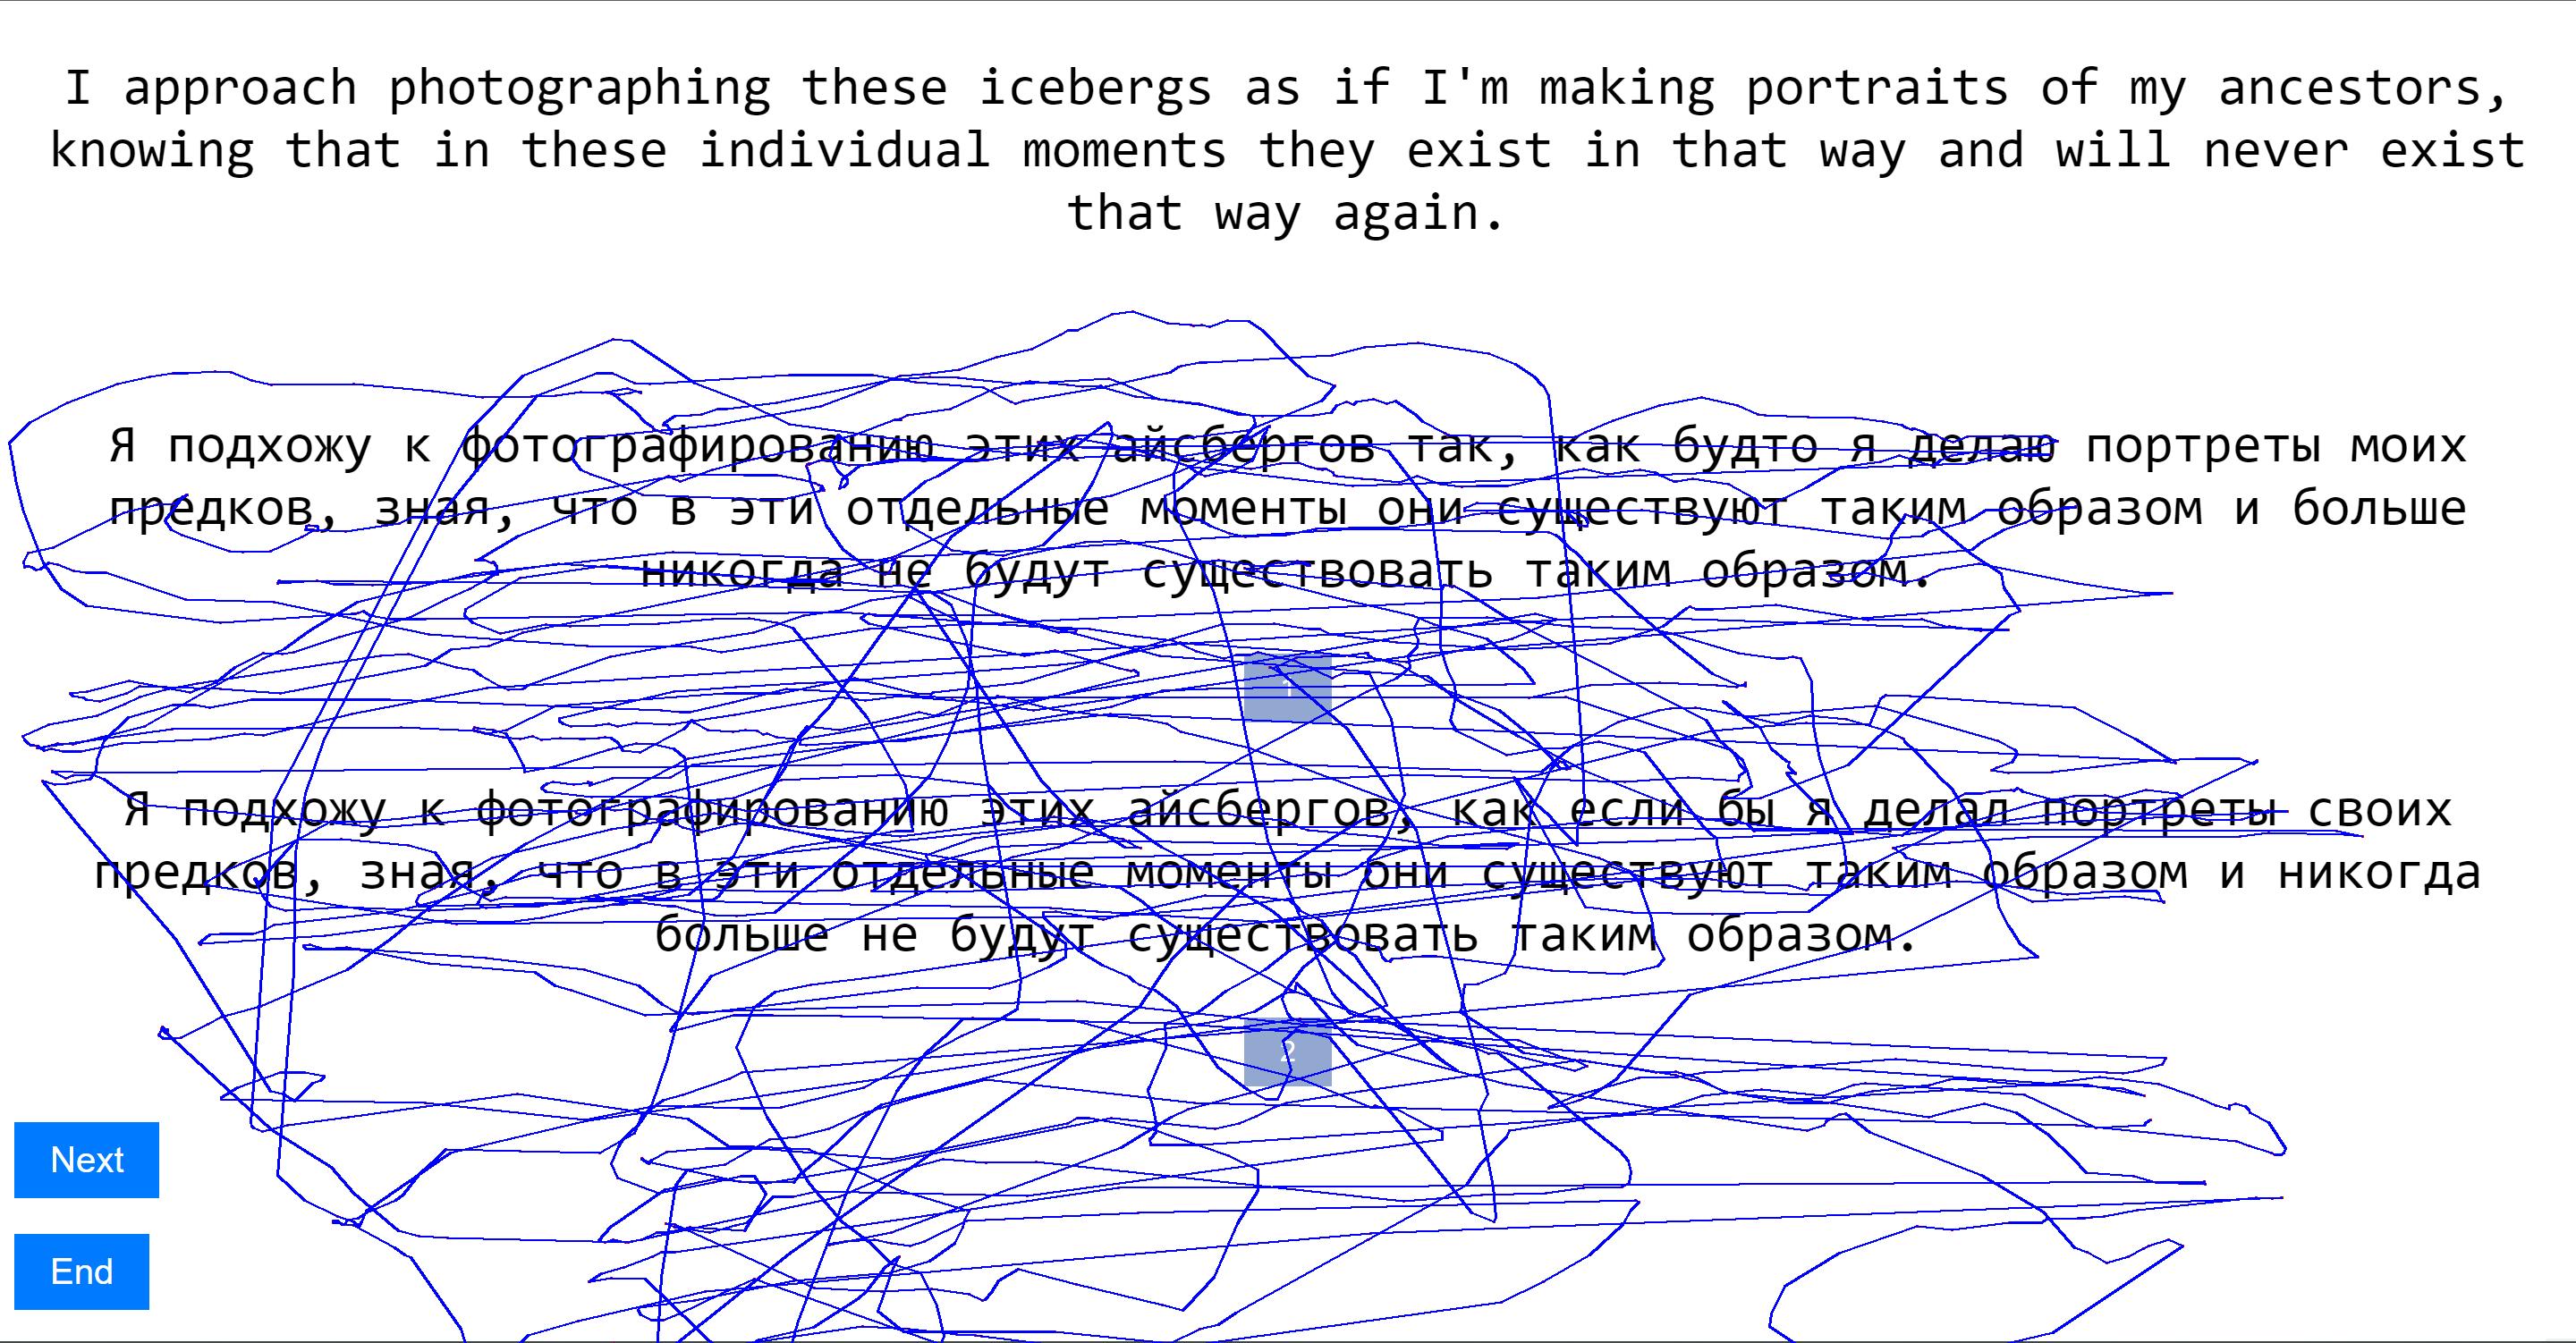 I approach photographing these icebergs as if I'm making portraits of my ancestors,
knowing that in these individual moments they exist in that way and will never exist
that way again.
Я подхожу к фотографированию этих айсбергов так, как будто я делаю портреты моих
предков, зная, что в эти отдельные моменты они существуют таким образом и больше
никогда не будут существовать таким образом.
1
Я подхожу к фотографированию этих айсбергов, как если бы я делал портреты своих
предков, зная, что в эти отдельные моменты они существуют таким образом и никогда
больше не будут существовать таким образом.
2
Next
End